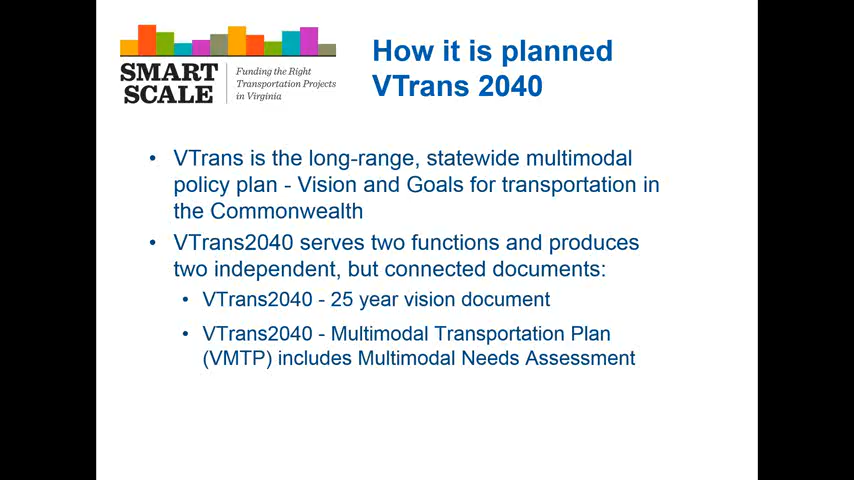 SMART
SCALE
Funding the Right
Transportation Projects
in Virginia
How it is planned
VTrans 2040
• VTrans is the long-range, statewide multimodal
policy plan - Vision and Goals for transportation in
the Commonwealth
• VTrans2040 serves two functions and produces
two independent, but connected documents:
• VTrans2040 - 25 year vision document
• VTrans2040 - Multimodal Transportation Plan
(VMTP) includes Multimodal Needs Assessment